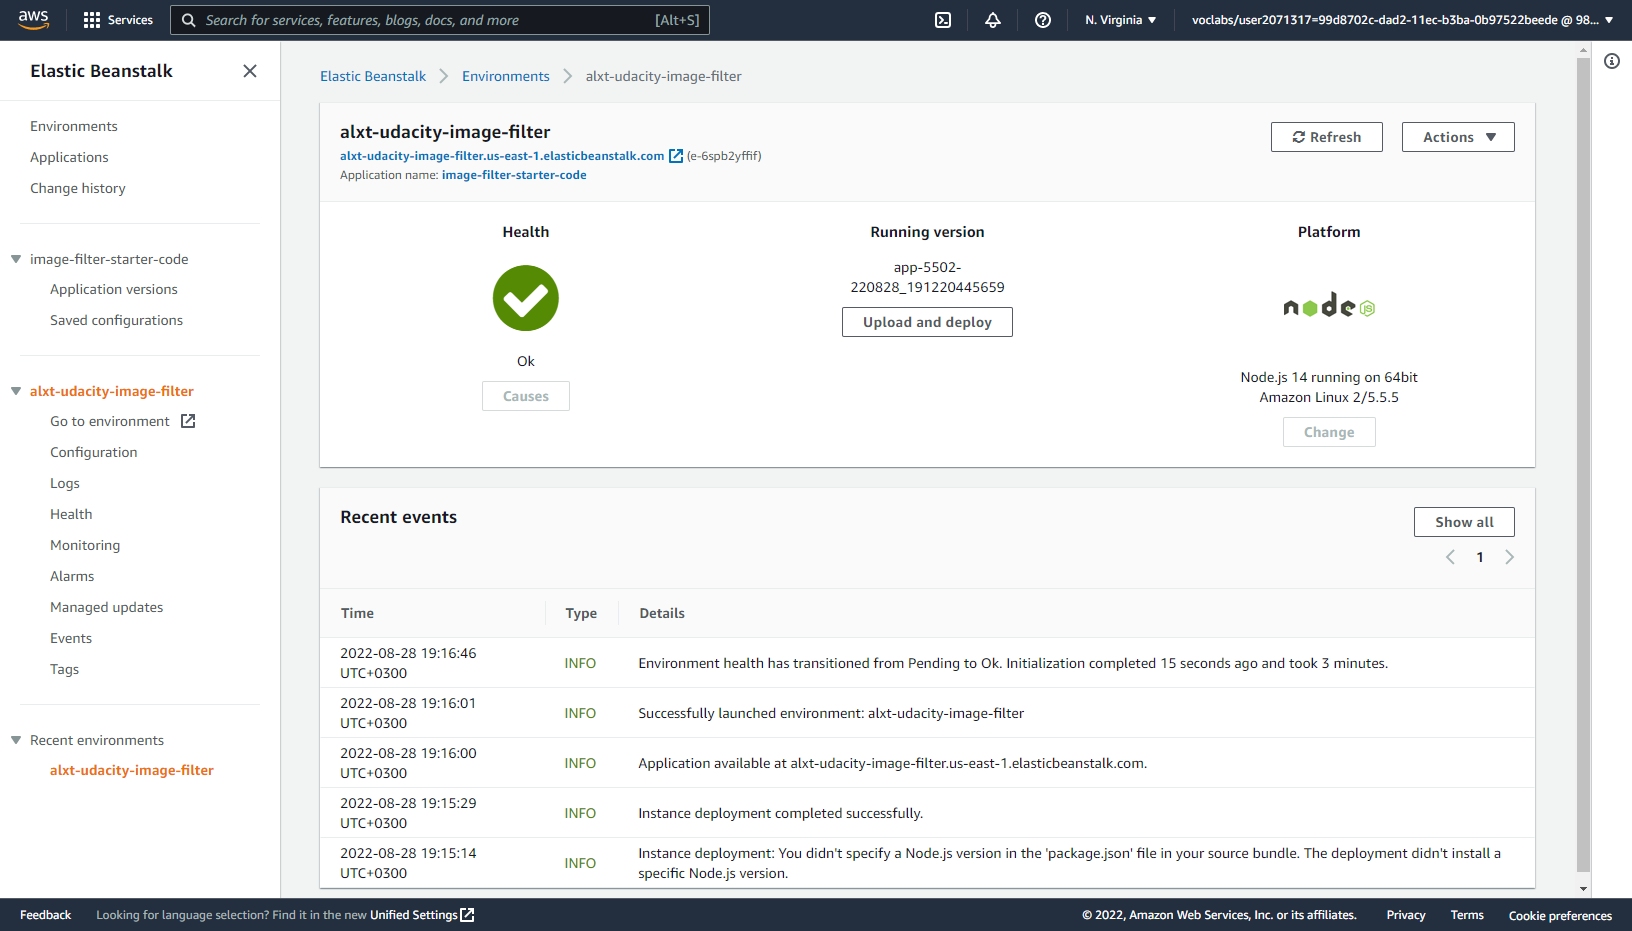 aws
Services
Search for services, features, blogs, docs, and more
[Alt+S]
N. Virginia
voclabs/user2071317=99d8702c-dad2-11ec-b3ba-0b97522beede @ 98...
Elastic Beanstalk
Environments
Applications
Change history
image-filter-starter-code
Application versions
Saved configurations
alxt-udacity-image-filter
Go to environment
Configuration
Logs
Health
Monitoring
Alarms
Managed updates
Events
Tags
Recent environments
alxt-udacity-image-filter
Elastic Beanstalk
Environments
alxt-udacity-image-filter
alxt-udacity-image-filter
alxt-udacity-image-filter.us-east-1.elasticbeanstalk.com (e-6spb2yffif)
Application name: image-filter-starter-code
Refresh
Actions
Health
Ok
Causes
Running version
app-5502-
220828_191220445659
Upload and deploy
Platform
node JS
Node.js 14 running on 64bit
Amazon Linux 2/5.5.5
Change
Recent events
Show all
1
Time
Type
Details
2022-08-28 19:16:46
UTC+0300
INFO
Environment health has transitioned from Pending to Ok. Initialization completed 15 seconds ago and took 3 minutes.
2022-08-28 19:16:01
UTC+0300
INFO
Successfully launched environment: alxt-udacity-image-filter
2022-08-28 19:16:00
UTC+0300
INFO
Application available at alxt-udacity-image-filter.us-east-1.elasticbeanstalk.com.
2022-08-28 19:15:29
UTC+0300
INFO
Instance deployment completed successfully.
2022-08-28 19:15:14
UTC+0300
INFO
Instance deployment: You didn't specify a Node.js version in the 'package.json' file in your source bundle. The deployment didn't install a
specific Node.js version.
Feedback
Looking for language selection? Find it in the new Unified Settings
© 2022, Amazon Web Services, Inc. or its affiliates.
Privacy
Terms
Cookie preferences